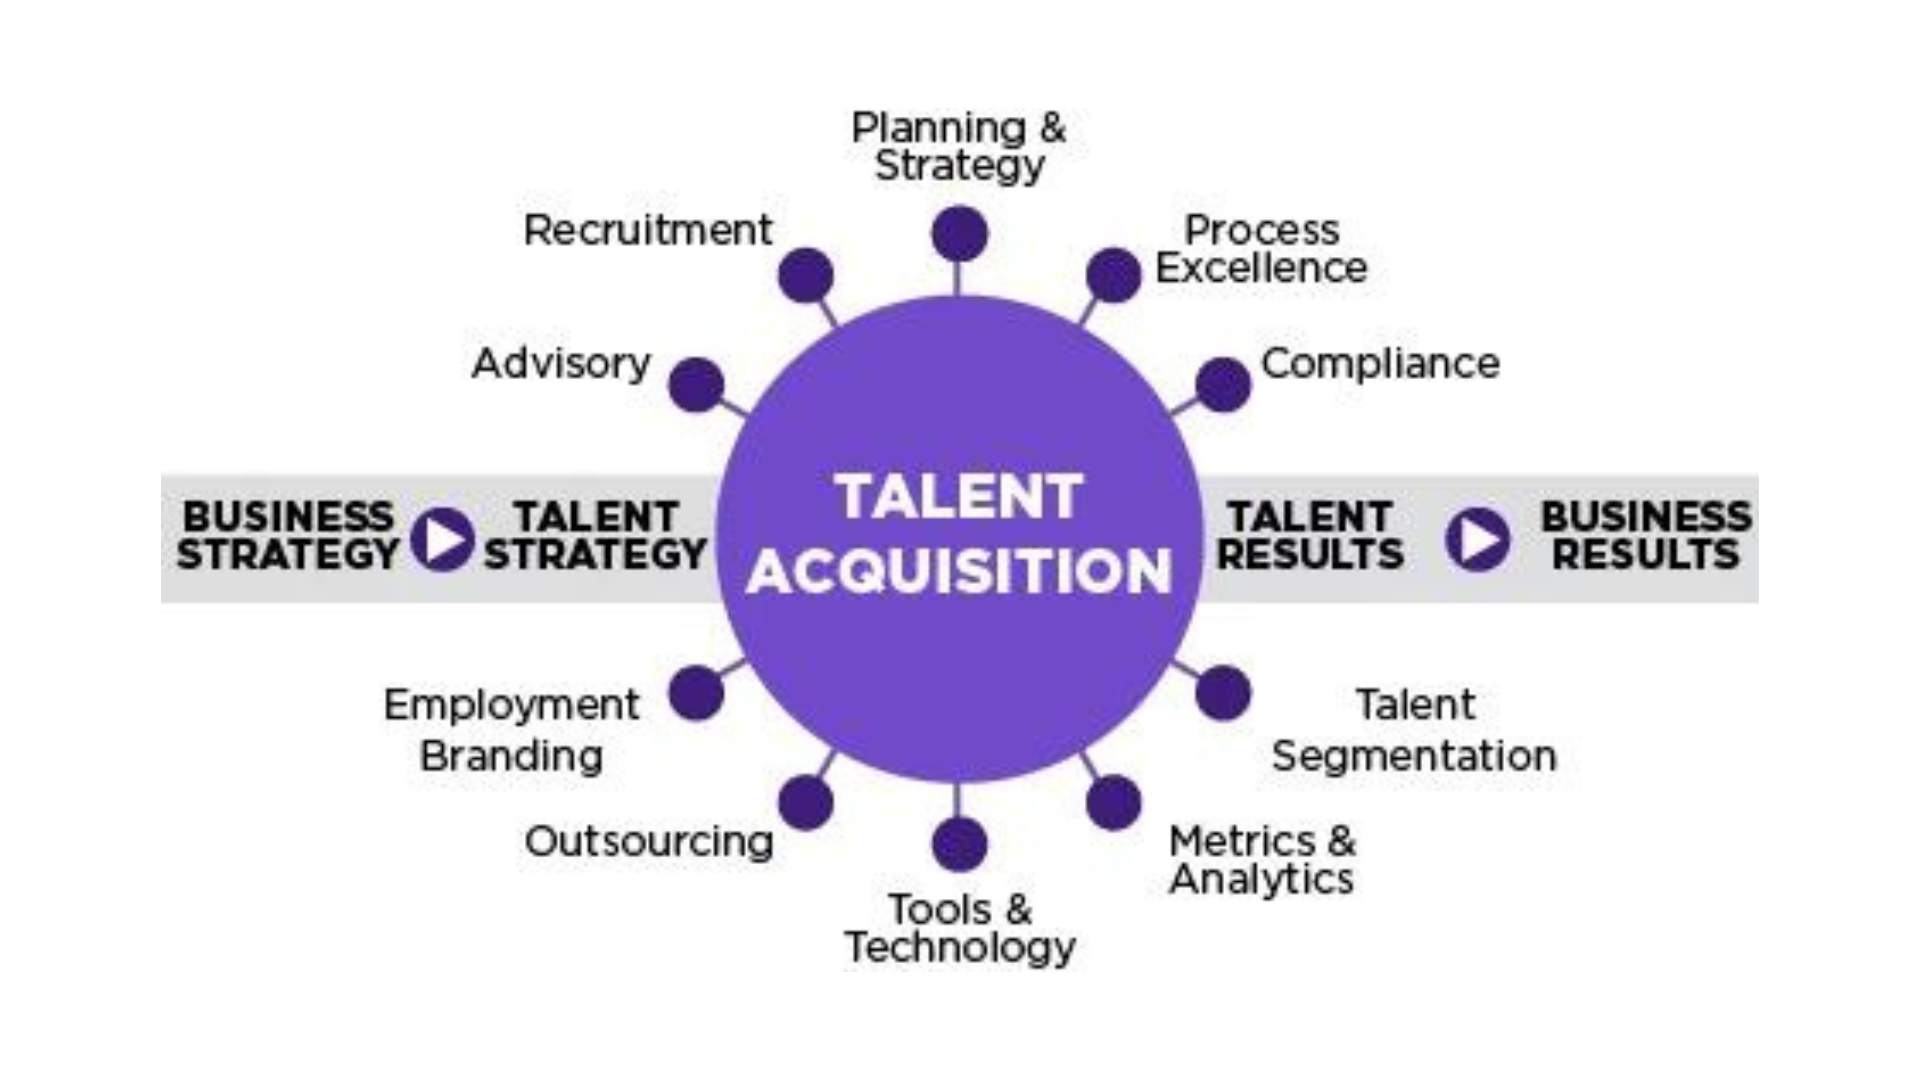 Planning &
Strategy
Recruitment
Process
Excellence
Advisory
Compliance
BUSINESS
STRATEGY
TALENT
STRATEGY
TALENT
ACQUISITION
TALENT
RESULTS
BUSINESS
RESULTS
Employment
Branding
Talent
Segmentation
Outsourcing
Metrics &
Analytics
Tools &
Technology